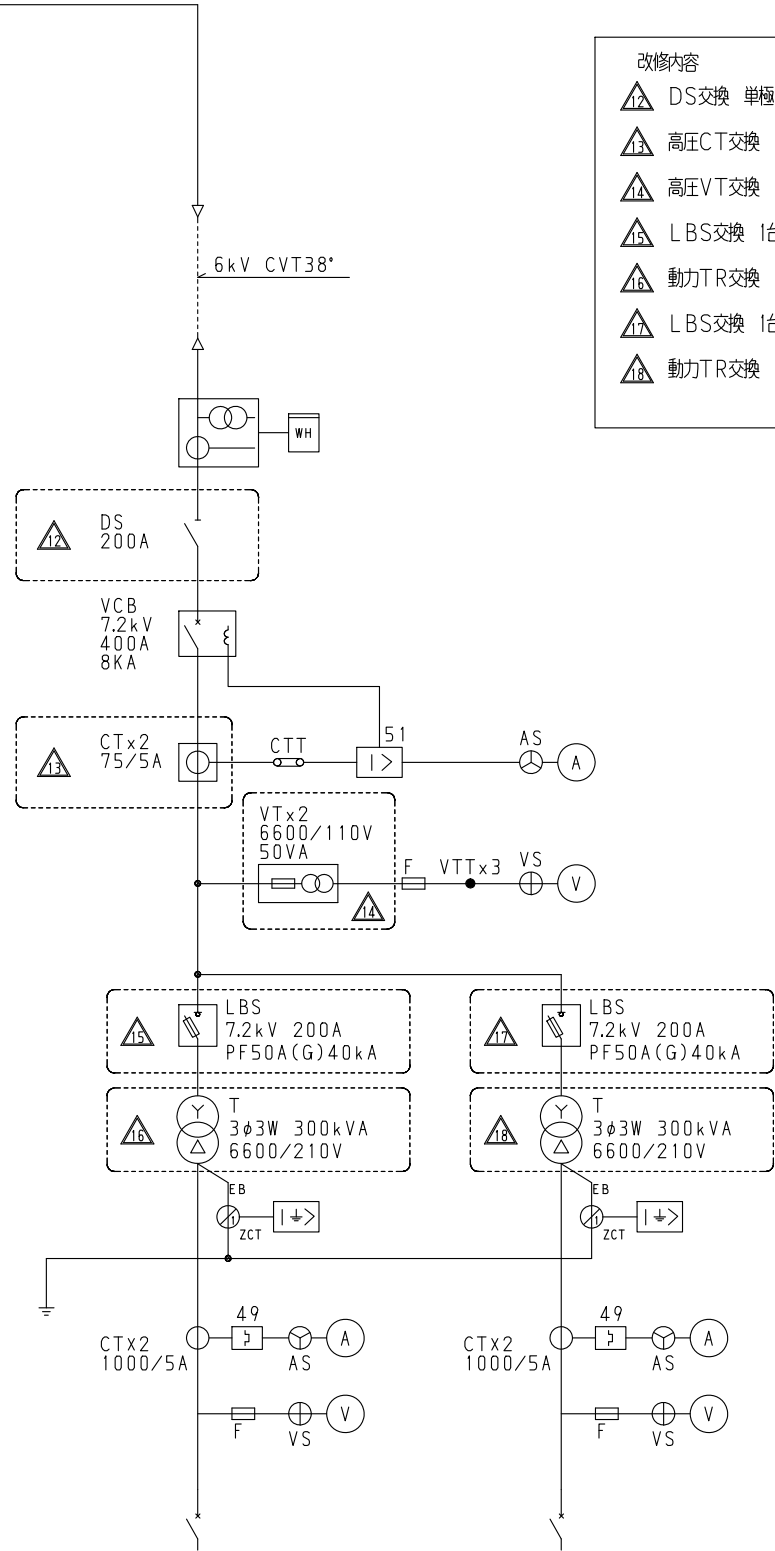 改修内容
12 DS交換 単極
13 高圧CT交換
14 高圧VT交換
15 LBS交換 1台
16 動力TR交換
17 LBS交換 1台
18 動力TR交換
6kV CVT38°
WH
12
DS
200A
VCB
7.2kV
400A
8KA
13
CTx2
75/5A
CTT
51
I>
AS
A
VTx2
6600/110V
50VA
14
F
VTTx3
VS
V
15
LBS
7.2kV 200A
PF50A(G)40kA
17
LBS
7.2kV 200A
PF50A(G)40kA
16
T
3φ3W 300kVA
6600/210V
18
T
3φ3W 300kVA
6600/210V
EB
ZCT
EB
ZCT
CTx2
1000/5A
49
AS
A
CTx2
1000/5A
49
AS
A
F
VS
V
F
VS
V